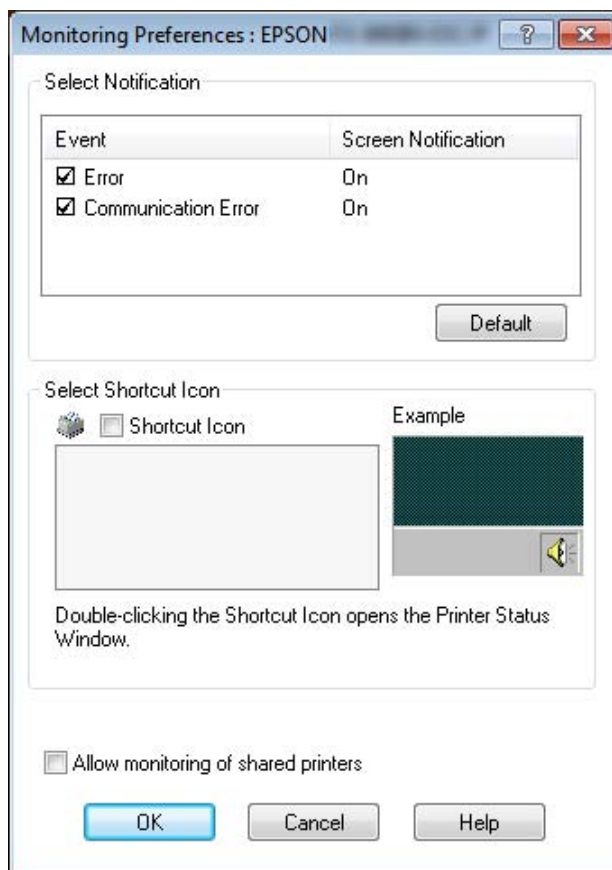 Monitoring Preferences : EPSON
Select Notification
Event Screen Notification
Error On
Communication Error On
Default
Select Shortcut Icon
Shortcut Icon
Example
Double-clicking the Shortcut Icon opens the Printer Status
Window.
Allow monitoring of shared printers
OK Cancel Help